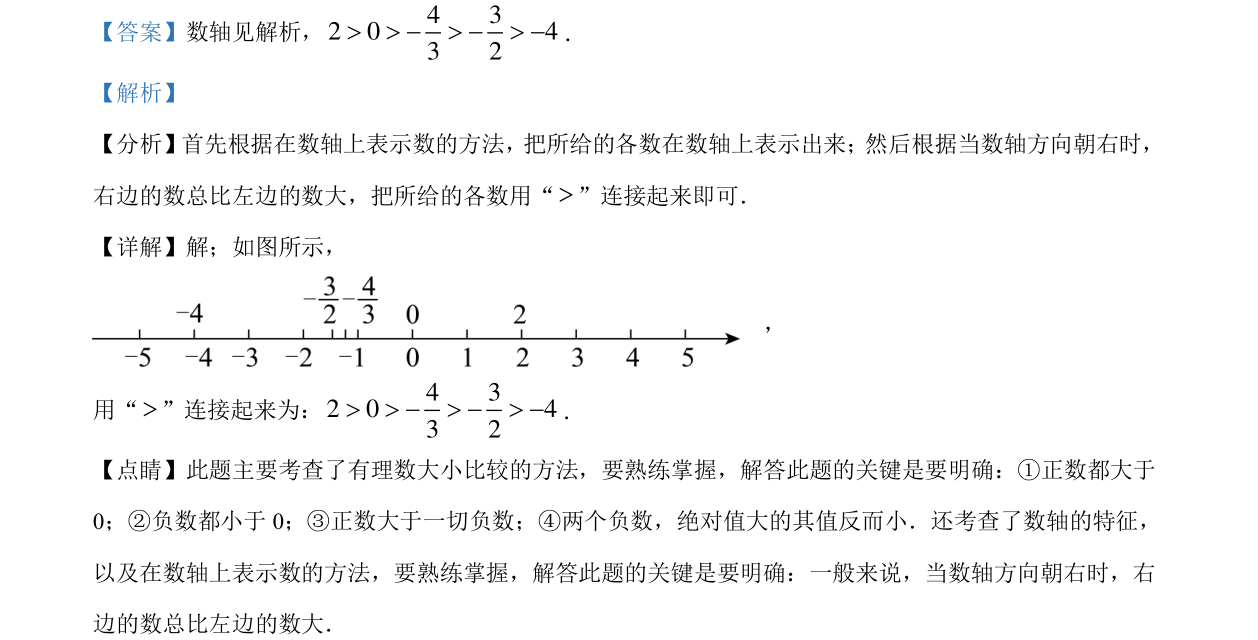 【答案】数轴见解析，2＞0＞−4/3＞−3/2＞−4．
【解析】
【分析】首先根据在数轴上表示数的方法，把所给的各数在数轴上表示出来；然后根据当数轴方向朝右时，
右边的数总比左边的数大，把所给的各数用“＞”连接起来即可．
【详解】解；如图所示，
−4 −3/2 −4/3 0 2 ，
−5 −4 −3 −2 −1 0 1 2 3 4 5
用“＞”连接起来为：2＞0＞−4/3＞−3/2＞−4．
【点睛】此题主要考查了有理数大小比较的方法，要熟练掌握，解答此题的关键是要明确：①正数都大于
0；②负数都小于 0；③正数大于一切负数；④两个负数，绝对值大的其值反而小．还考查了数轴的特征，
以及在数轴上表示数的方法，要熟练掌握，解答此题的关键是要明确：一般来说，当数轴方向朝右时，右
边的数总比左边的数大．